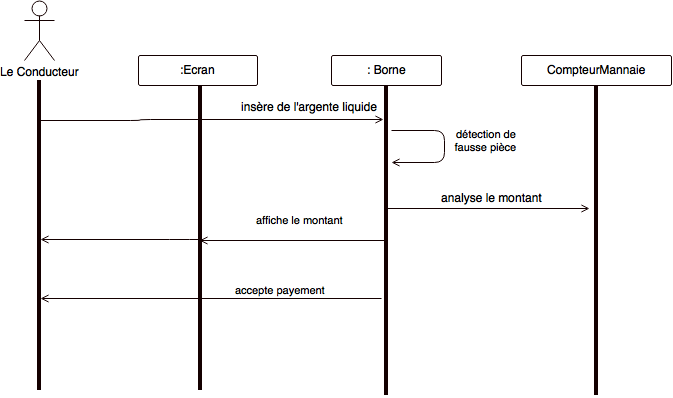 Le Conducteur
:Ecran
: Borne
CompteurMannaie
insère de l'argente liquide
détection de
fausse pièce
analyse le montant
affiche le montant
accepte payement